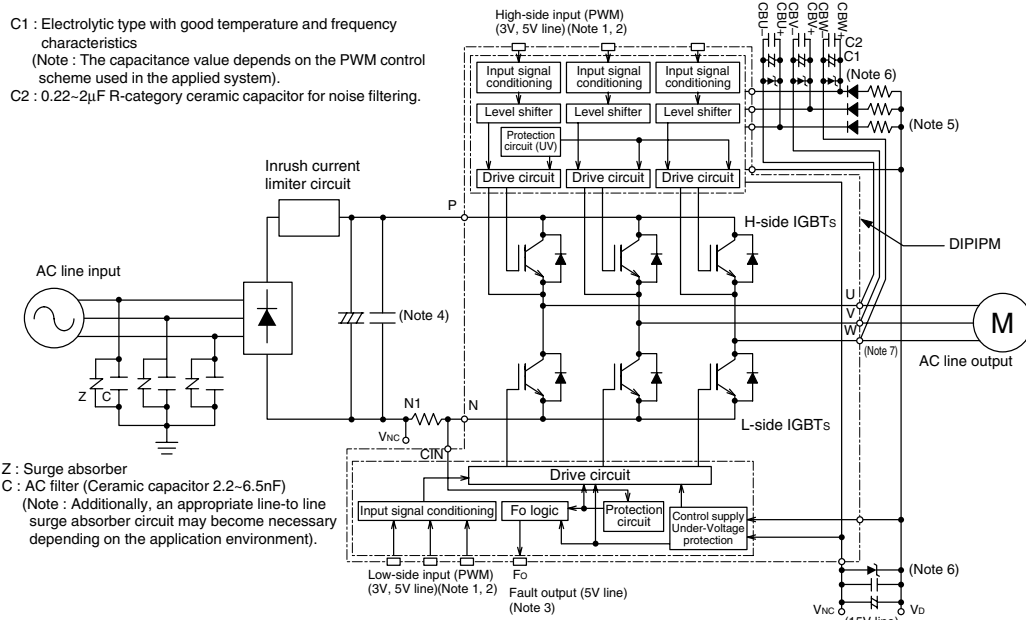 C1 : Electrolytic type with good temperature and frequency
characteristics
(Note : The capacitance value depends on the PWM control
scheme used in the applied system).
C2 : 0.22~2μF R-category ceramic capacitor for noise filtering.
High-side input (PWM)
(3V, 5V line) (Note 1, 2)
CBU–
CBU+
CBV–
CBV+
CBW–
CBW+
C2
C1
(Note 6)
(Note 5)
Input signal
conditioning
Input signal
conditioning
Input signal
conditioning
Level shifter
Level shifter
Level shifter
Protection
circuit (UV)
Drive circuit
Drive circuit
Drive circuit
Inrush current
limiter circuit
P
H-side IGBTS
DIPIPM
AC line input
(Note 4)
U
V
W
(Note 7)
M
AC line output
Z
C
N1
N
VNC
CIN
L-side IGBTS
Z : Surge absorber
C : AC filter (Ceramic capacitor 2.2~6.5nF)
(Note : Additionally, an appropriate line-to line
surge absorber circuit may become necessary
depending on the application environment).
Drive circuit
Input signal conditioning
Fo logic
Protection
circuit
Control supply
Under-Voltage
protection
Low-side input (PWM)
(3V, 5V line) (Note 1, 2)
FO
Fault output (5V line)
(Note 3)
(Note 6)
VNC
(15V line)
VD